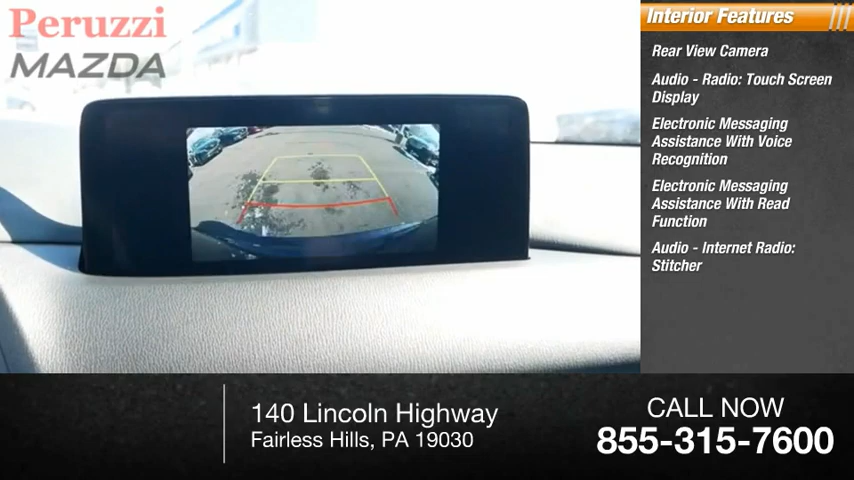 Peruzzi
MAZDA
Interior Features
Rear View Camera
Audio - Radio: Touch Screen
Display
Electronic Messaging
Assistance With Voice
Recognition
Electronic Messaging
Assistance With Read
Function
Audio - Internet Radio:
Stitcher
140 Lincoln Highway
Fairless Hills, PA 19030
CALL NOW
855-315-7600